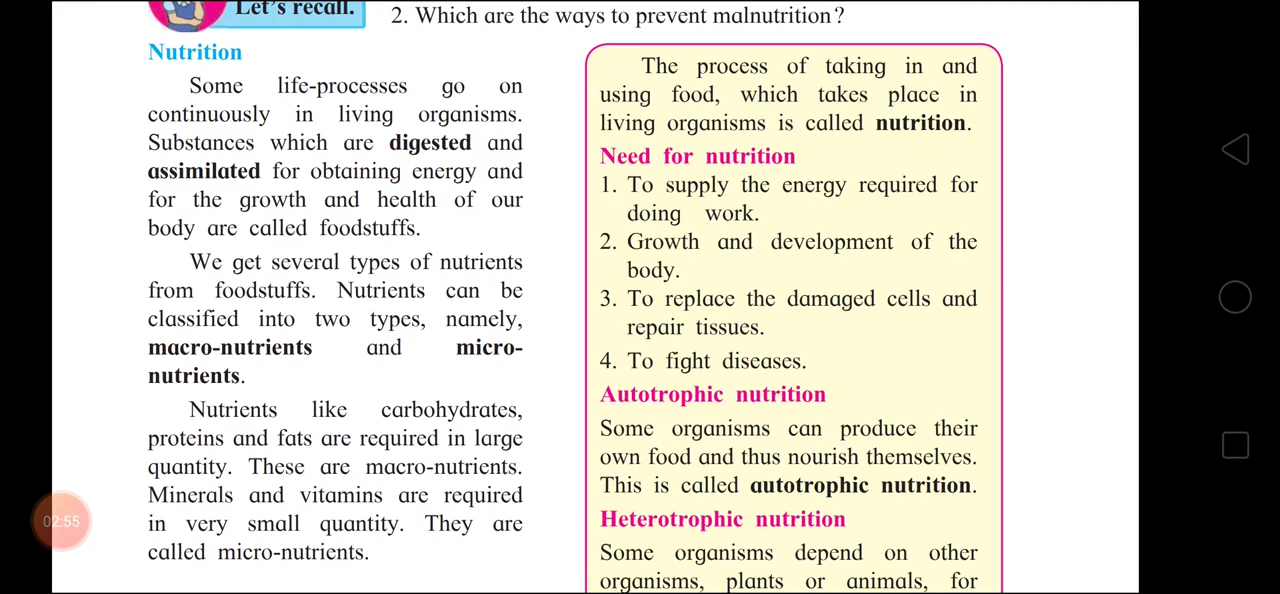 Let's recall.
2. Which are the ways to prevent malnutrition?
Nutrition
Some life-processes go on
continuously in living organisms.
Substances which are digested and
assimilated for obtaining energy and
for the growth and health of our
body are called foodstuffs.
We get several types of nutrients
from foodstuffs. Nutrients can be
classified into two types, namely,
macro-nutrients and micro-
nutrients.
Nutrients like carbohydrates,
proteins and fats are required in large
quantity. These are macro-nutrients.
Minerals and vitamins are required
in very small quantity. They are
called micro-nutrients.
The process of taking in and
using food, which takes place in
living organisms is called nutrition.
Need for nutrition
1. To supply the energy required for
doing work.
2. Growth and development of the
body.
3. To replace the damaged cells and
repair tissues.
4. To fight diseases.
Autotrophic nutrition
Some organisms can produce their
own food and thus nourish themselves.
This is called autotrophic nutrition.
Heterotrophic nutrition
Some organisms depend on other
organisms, plants or animals, for
02:55